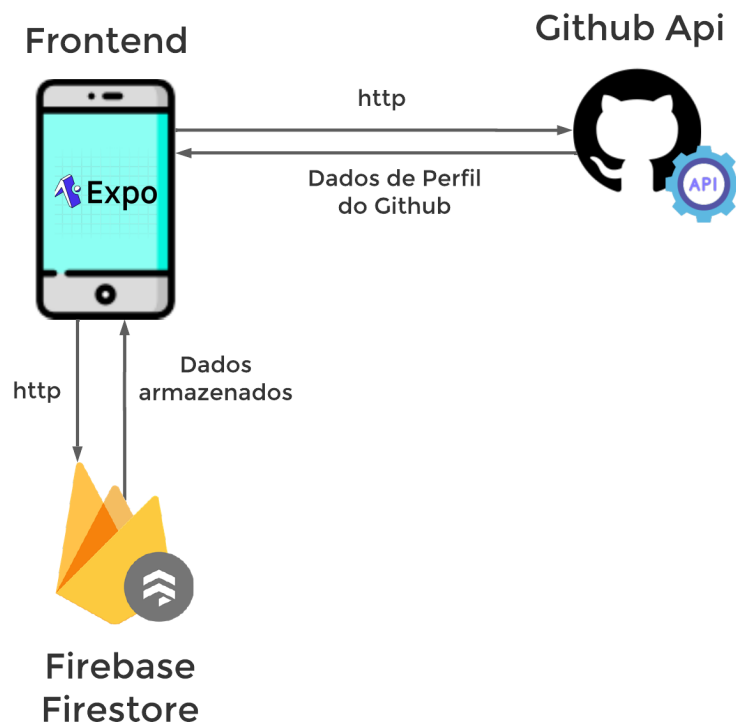 Frontend
Github Api
http
Expo
Dados de Perfil
do Github
API
http
Dados
armazenados
Firebase
Firestore